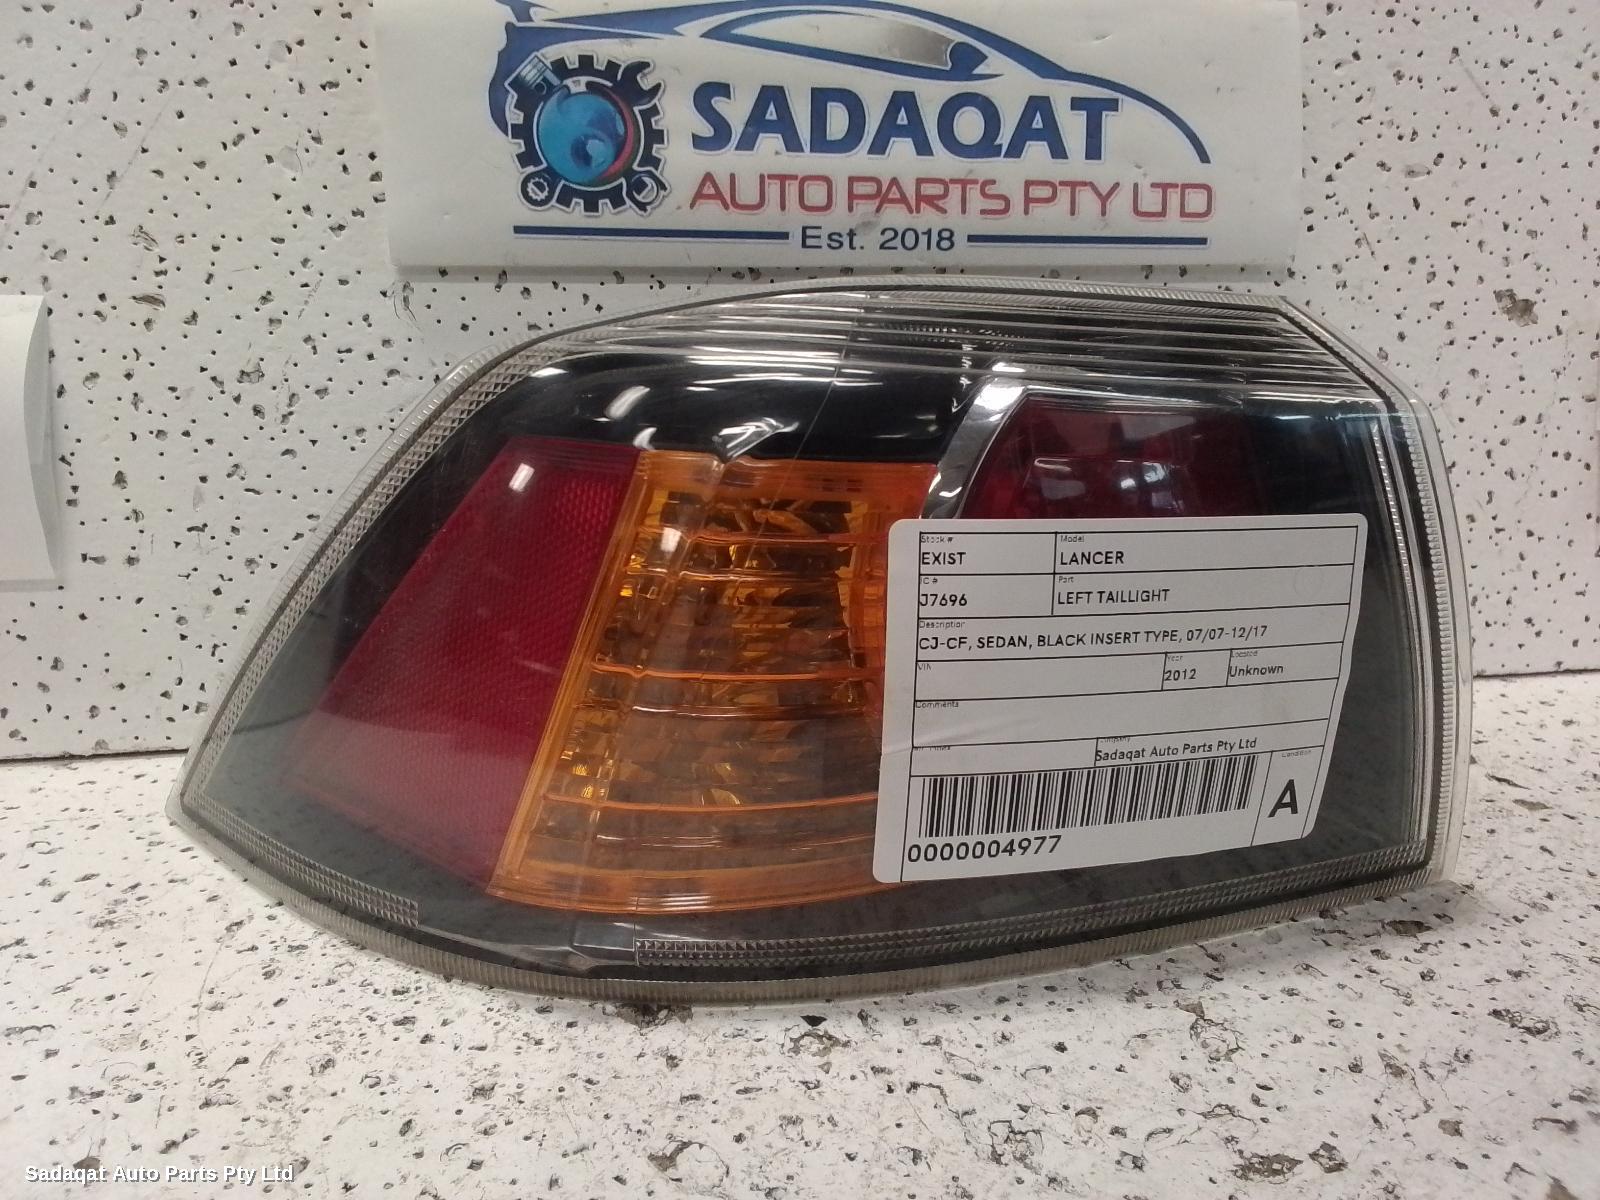 SADAQAT
AUTO PARTS PTY LTD
Est. 2018
Stock #
EXIST
Model
LANCER
IC #
J7696
Part
LEFT TAILLIGHT
Description
CJ-CF, SEDAN, BLACK INSERT TYPE, 07/07-12/17
VIN
Year
2012
Located
Unknown
Comments
Company
Sadaqat Auto Parts Pty Ltd
Condition
A
0000004977
Sadaqat Auto Parts Pty Ltd